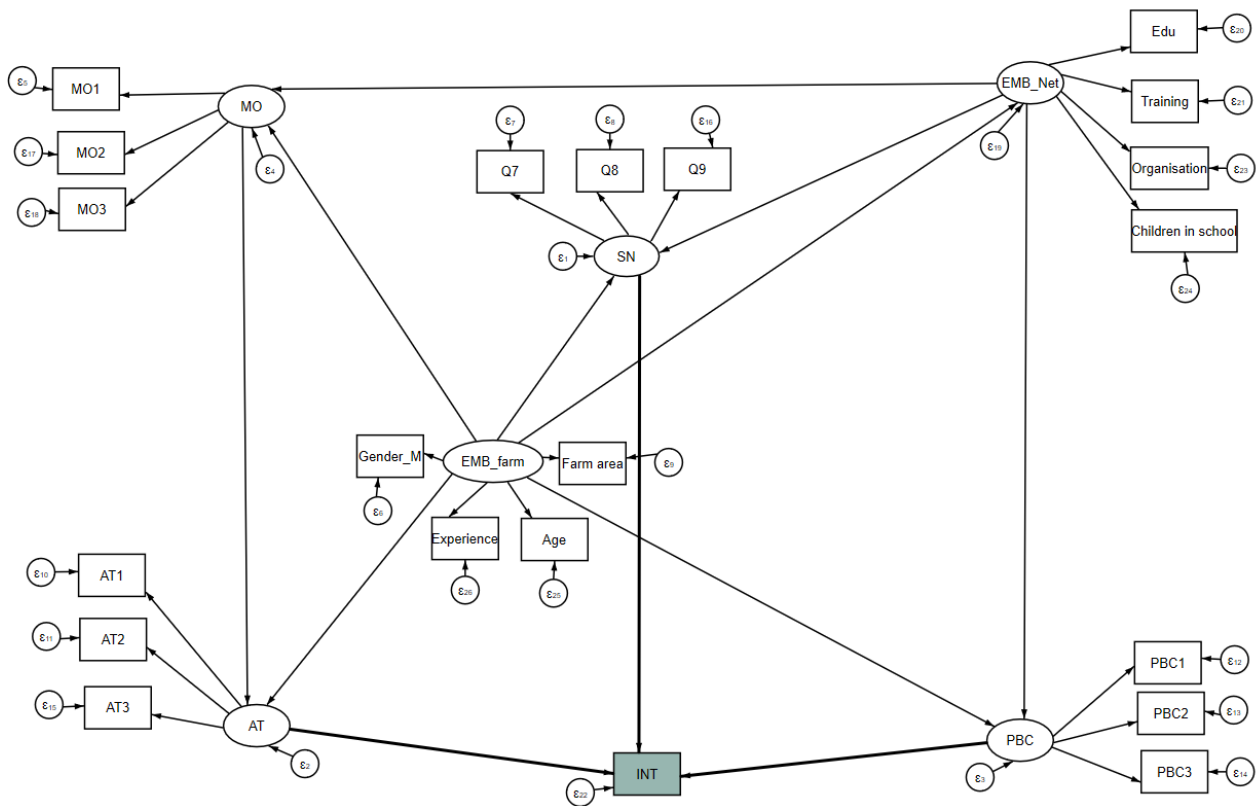 Edu
ε20
EMB_Net
ε5
MO1
MO
Training
ε21
ε7
ε8
ε16
ε17
MO2
ε4
ε19
Q7
Q8
Q9
Organisation
ε23
ε18
MO3
Children in school
ε1
SN
ε24
Gender_M
EMB_farm
Farm area
ε9
ε6
Experience
Age
ε10
AT1
ε26
ε25
ε11
AT2
PBC1
ε12
ε15
AT3
PBC2
ε13
AT
PBC
ε2
INT
ε3
PBC3
ε14
ε22